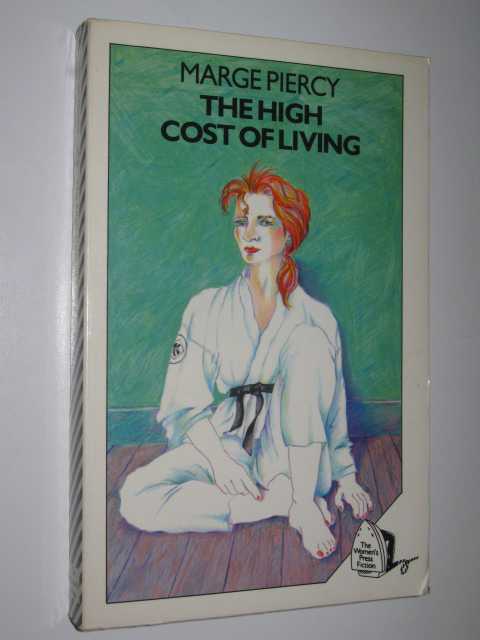 MARGE PIERCY
THE HIGH
COST OF LIVING
K
The
Women's
Press
Fiction